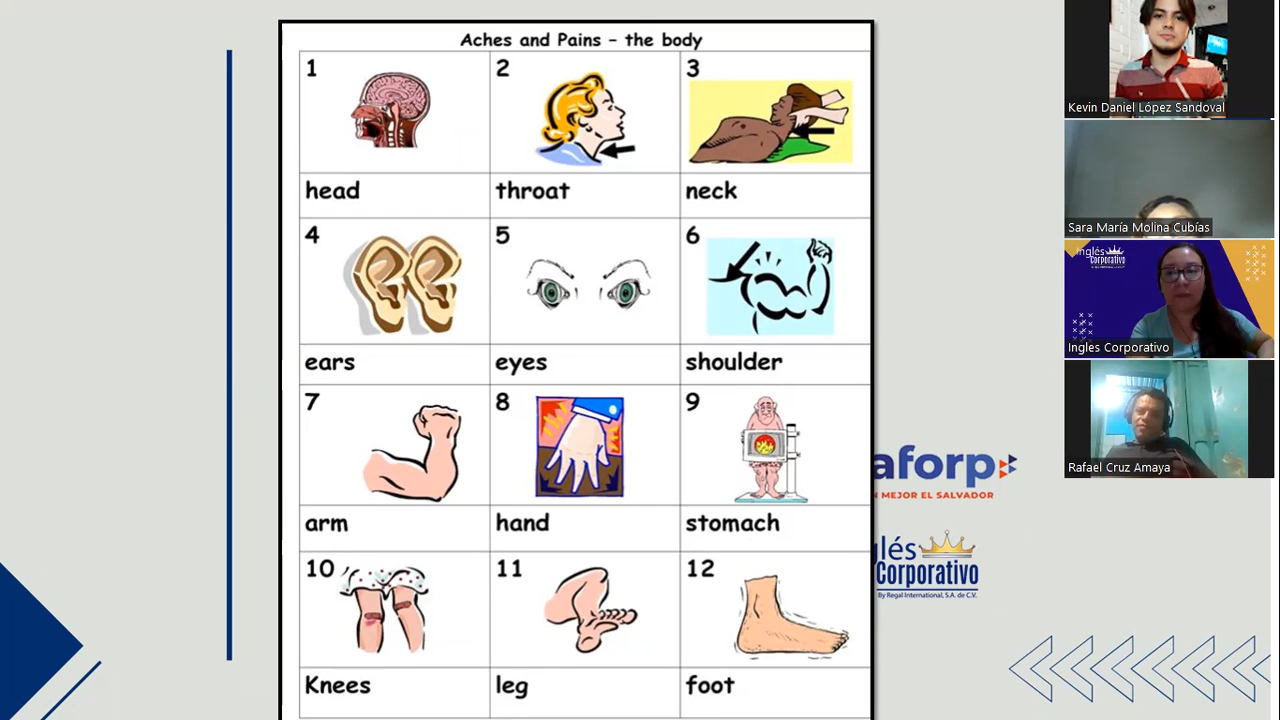 Aches and Pains – the body
1 2 3
head throat neck
4 5 6
ears eyes shoulder
7 8 9
arm hand stomach
10 11 12
Knees leg foot
aforp
MEJOR EL SALVADOR
glés
Corporativo
By Regal International, S.A. de C.V.
Kevin Daniel López Sandoval
Sara María Molina Cubías
Inglés
Corporativo
Ingles Corporativo
Rafael Cruz Amaya